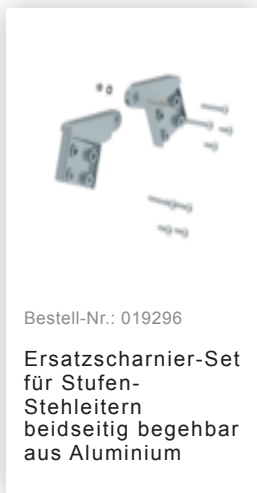 Bestell-Nr.: 019296
Ersatzscharnier-Set
für Stufen-
Stehleitern
beidseitig begehbar
aus Aluminium